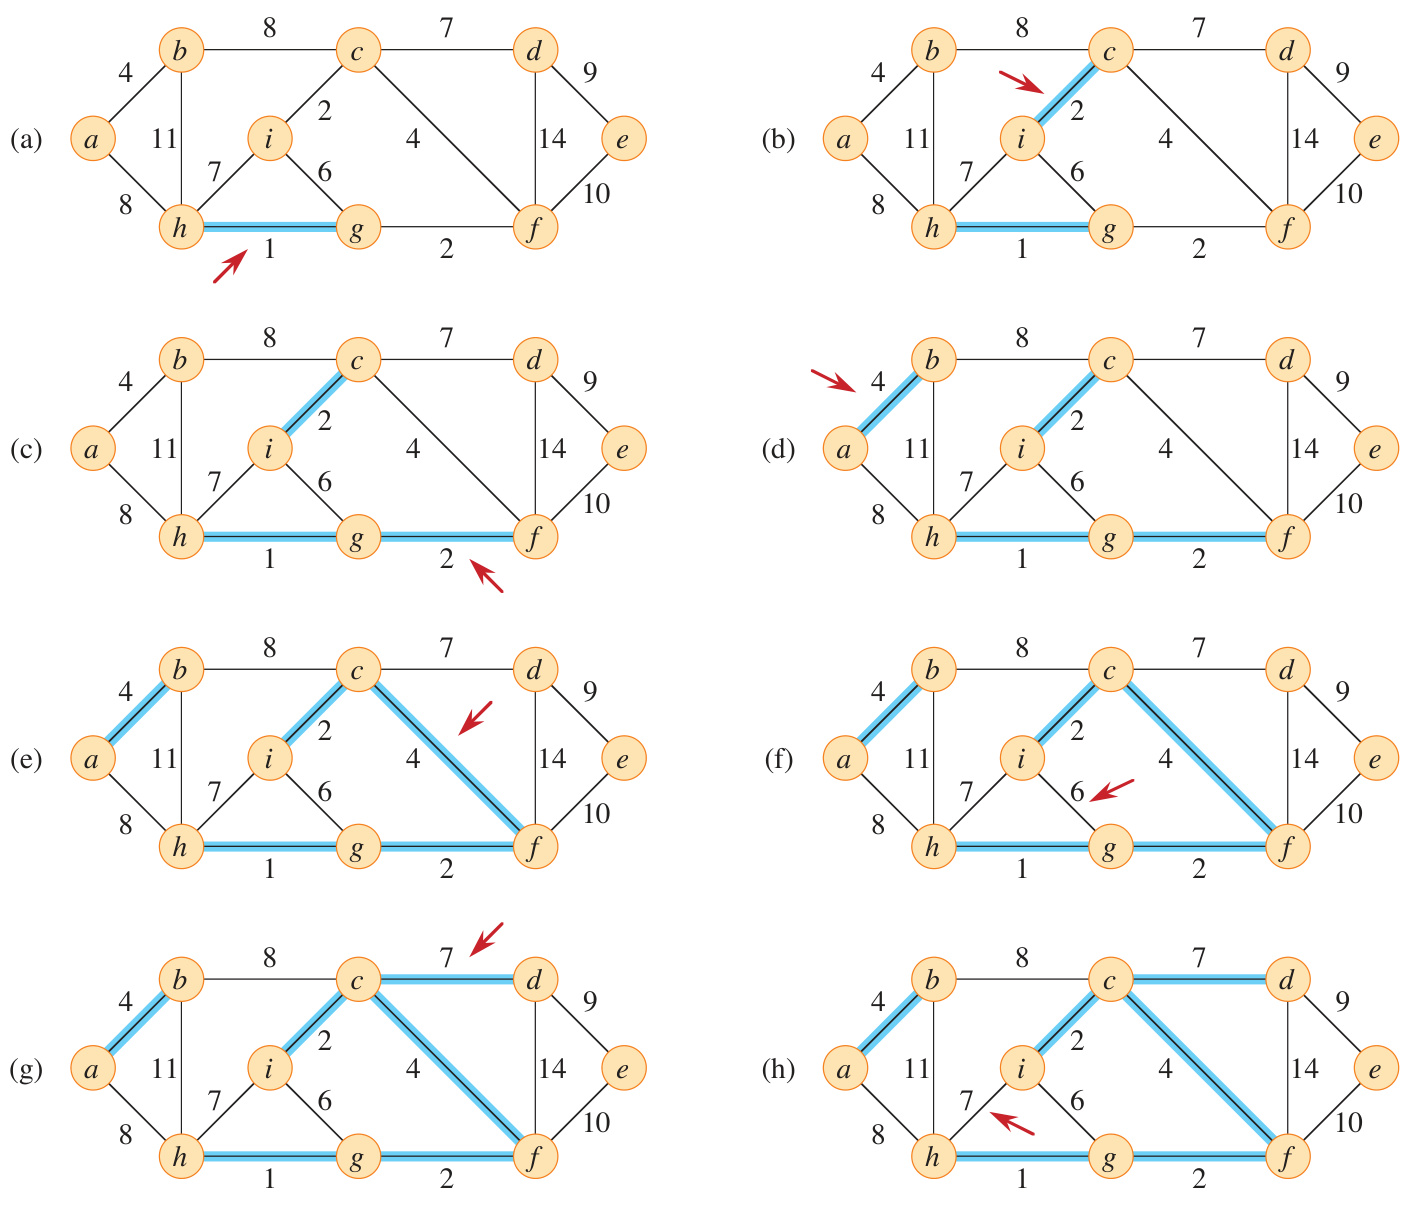 8 7 8 7
b c d b c d
4 9 4 9
2 2
(a) a 11 i 4 14 e (b) a 11 i 4 14 e
7 6 7 6
8 10 8 10
h g f h g f
1 2 1 2
8 7 8 7
b c d b c d
4 9 4 9
2 2
(c) a 11 i 4 14 e (d) a 11 i 4 14 e
7 6 7 6
8 10 8 10
h g f h g f
1 2 1 2
8 7 8 7
b c d b c d
4 9 4 9
2 2
(e) a 11 i 4 14 e (f) a 11 i 4 14 e
7 6 7 6
8 10 8 10
h g f h g f
1 2 1 2
8 7 8 7
b c d b c d
4 9 4 9
2 2
(g) a 11 i 4 14 e (h) a 11 i 4 14 e
7 6 7 6
8 10 8 10
h g f h g f
1 2 1 2